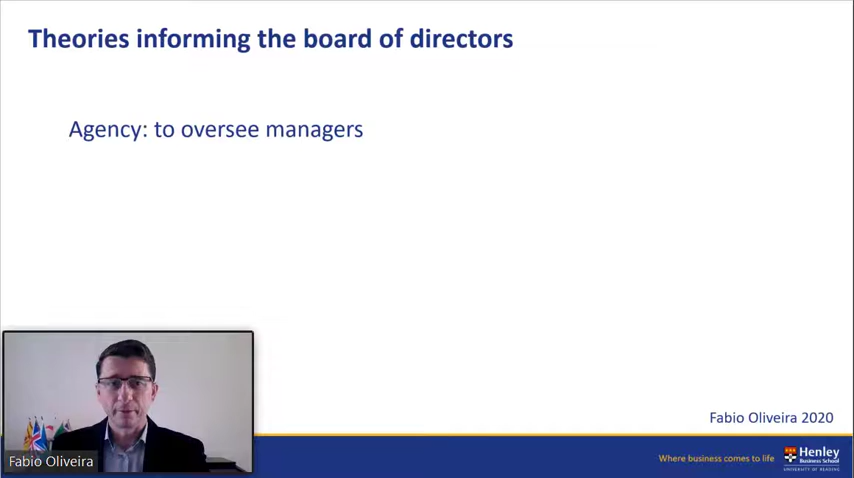 Theories informing the board of directors
Agency: to oversee managers
Fabio Oliveira 2020
Fabio Oliveira
Where business comes to life
Henley
Business School
UNIVERSITY OF READING